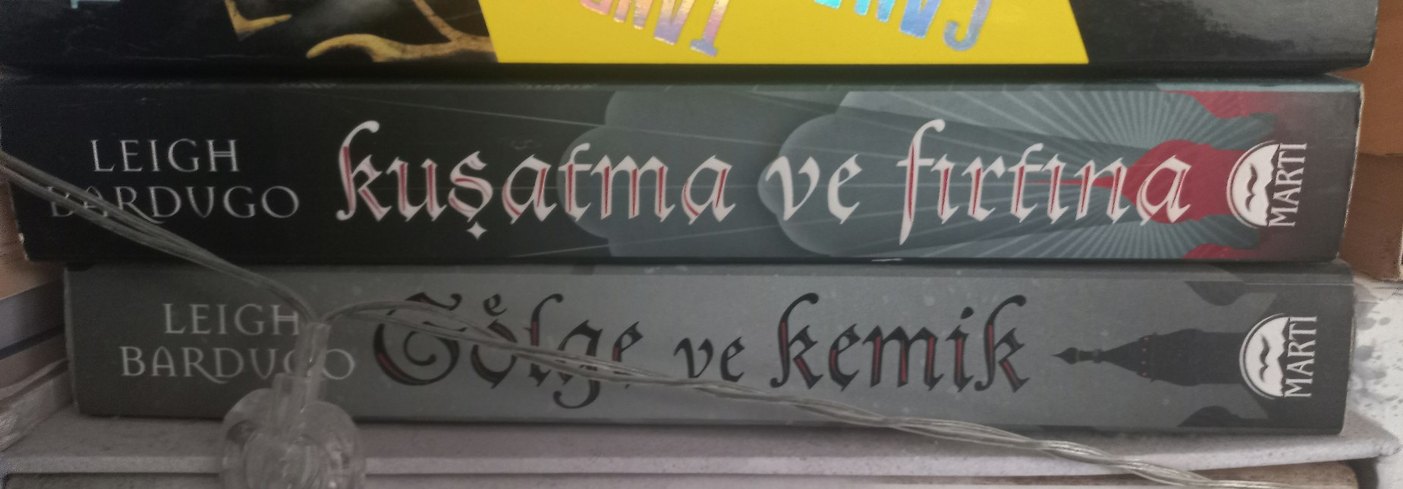 LEIGH
BARDUGO
kuşatma ve fırtına
MARTI
LEIGH
BARDUGO
Gölge ve kemik
MARTI